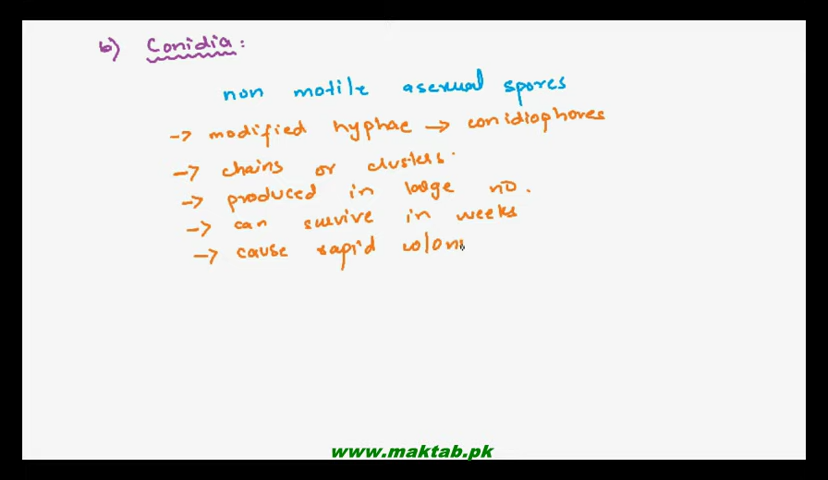 b) Conidia:
non motile asexual spores
-> modified hyphae -> conidiophores
-> chains or clusters.
-> produced in large no.
-> can survive in weeks
-> cause rapid colon
www.maktab.pk